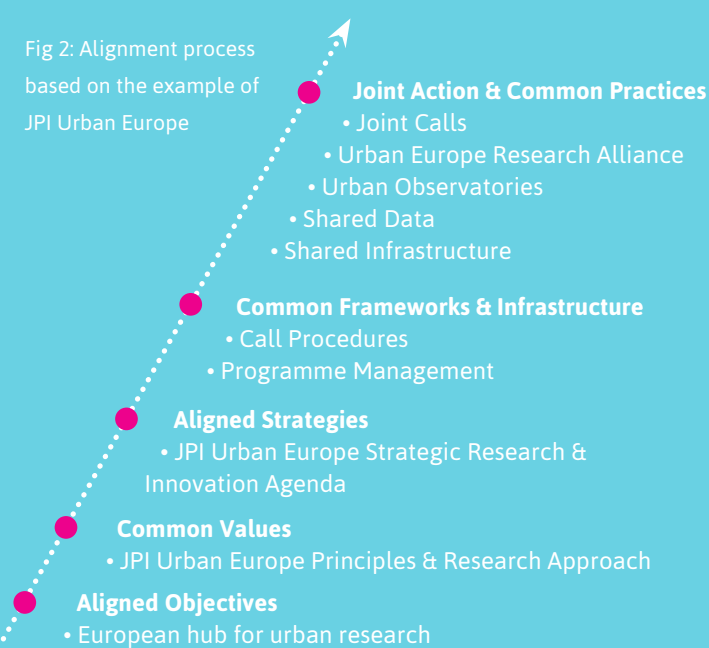 Fig 2: Alignment process
based on the example of
JPI Urban Europe
Joint Action & Common Practices
• Joint Calls
• Urban Europe Research Alliance
• Urban Observatories
• Shared Data
• Shared Infrastructure
Common Frameworks & Infrastructure
• Call Procedures
• Programme Management
Aligned Strategies
• JPI Urban Europe Strategic Research &
Innovation Agenda
Common Values
• JPI Urban Europe Principles & Research Approach
Aligned Objectives
• European hub for urban research